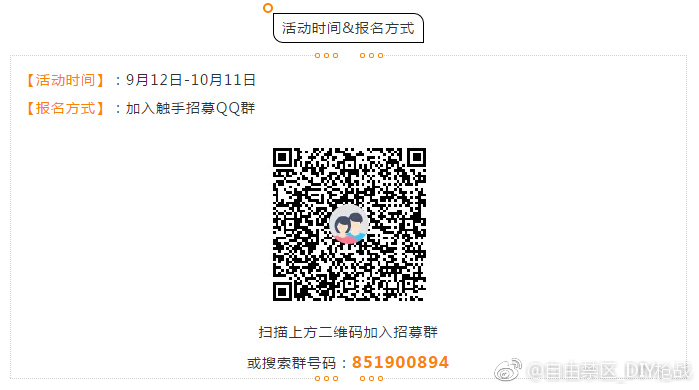 活动时间&报名方式
【活动时间】：9月12日-10月11日
【报名方式】：加入触手招募QQ群
扫描上方二维码加入招募群
或搜索群号码：851900894
@自由禁区_DIY枪战